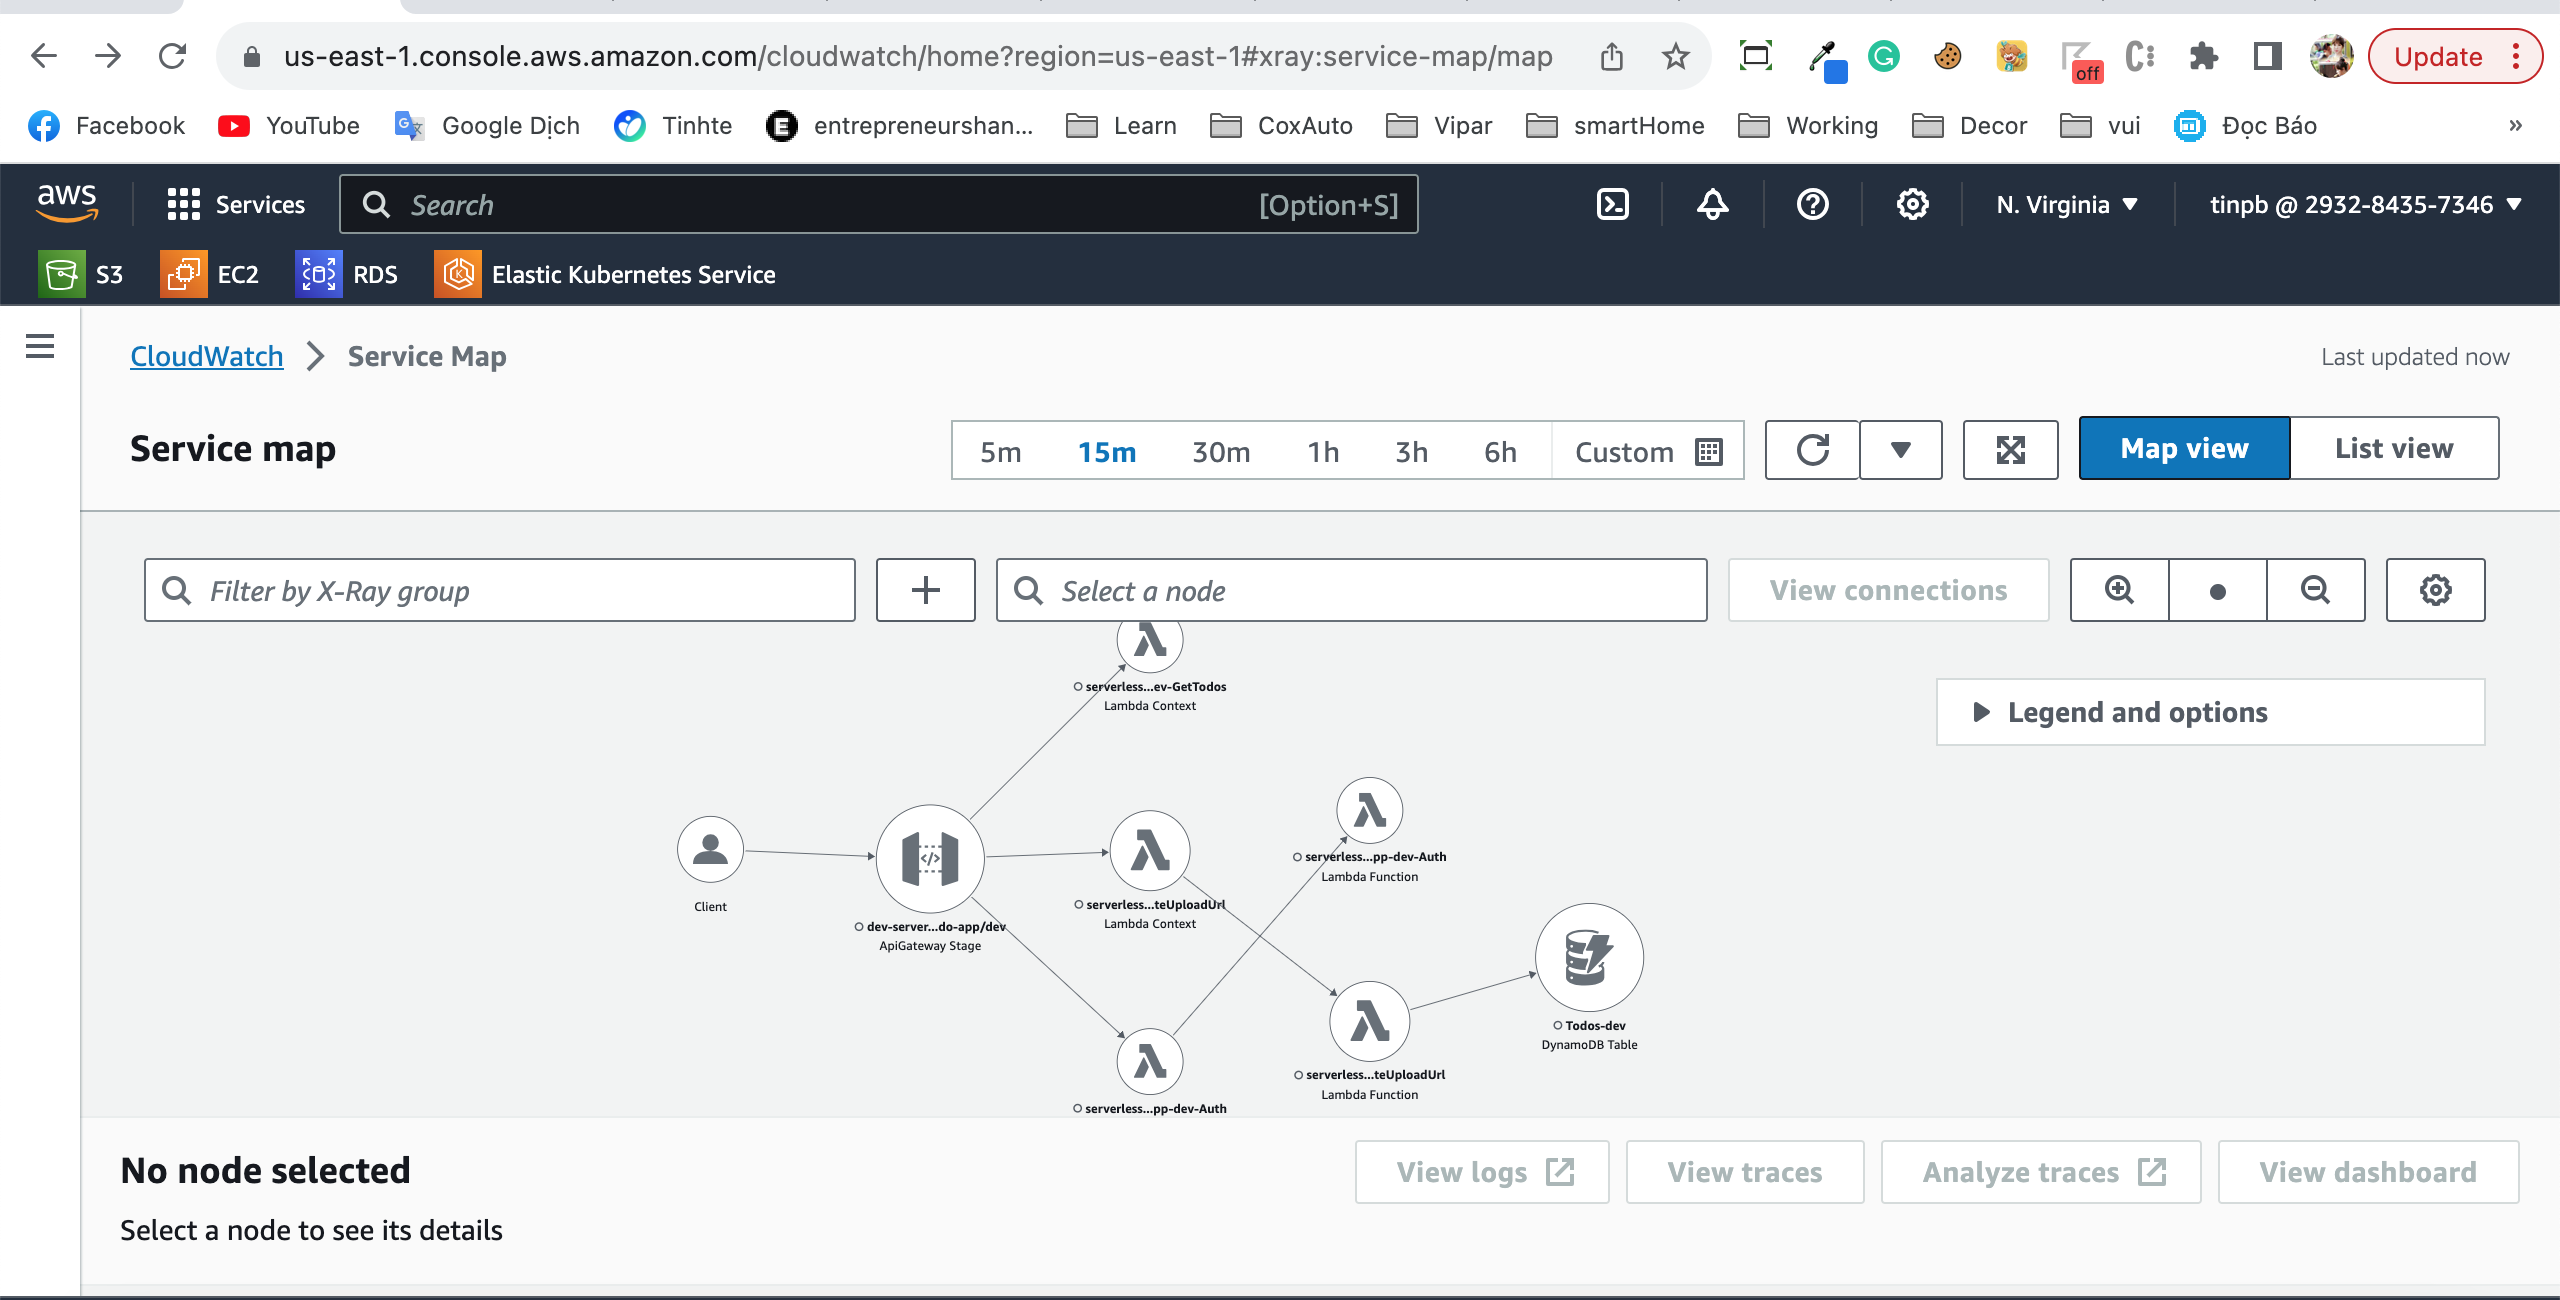 us-east-1.console.aws.amazon.com/cloudwatch/home?region=us-east-1#xray:service-map/map
off
Update
Facebook
YouTube
Google Dịch
Tinhte
entrepreneurshan...
Learn
CoxAuto
Vipar
smartHome
Working
Decor
vui
Đọc Báo
»
aws
Services
Search
[Option+S]
N. Virginia
tinpb @ 2932-8435-7346
S3
EC2
RDS
Elastic Kubernetes Service
CloudWatch
Service Map
Last updated now
Service map
5m
15m
30m
1h
3h
6h
Custom
Map view
List view
Filter by X-Ray group
Select a node
View connections
serverless...ev-GetTodos
Lambda Context
Legend and options
Client
dev-server...do-app/dev
ApiGateway Stage
serverless...teUploadUrl
Lambda Context
serverless...pp-dev-Auth
Lambda Function
Todos-dev
DynamoDB Table
serverless...teUploadUrl
Lambda Function
serverless...pp-dev-Auth
No node selected
View logs
View traces
Analyze traces
View dashboard
Select a node to see its details